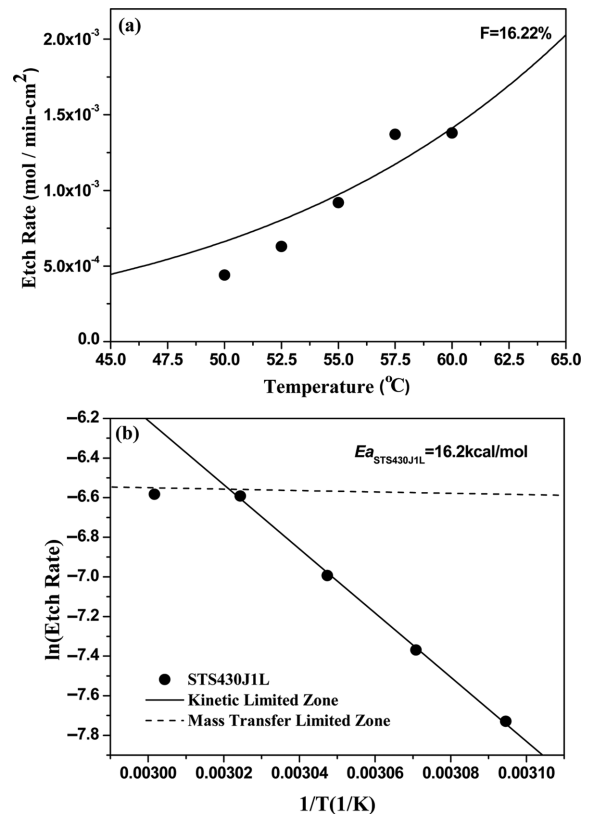 (a)
F=16.22%
2.0x10⁻³
1.5x10⁻³
1.0x10⁻³
5.0x10⁻⁴
0.0
Etch Rate (mol / min-cm²)
45.0 47.5 50.0 52.5 55.0 57.5 60.0 62.5 65.0
Temperature (°C)
(b)
Ea STS430J1L=16.2kcal/mol
−6.2
−6.4
−6.6
−6.8
−7.0
−7.2
−7.4
−7.6
−7.8
ln(Etch Rate)
STS430J1L
Kinetic Limited Zone
Mass Transfer Limited Zone
0.00300 0.00302 0.00304 0.00306 0.00308 0.00310
1/T(1/K)